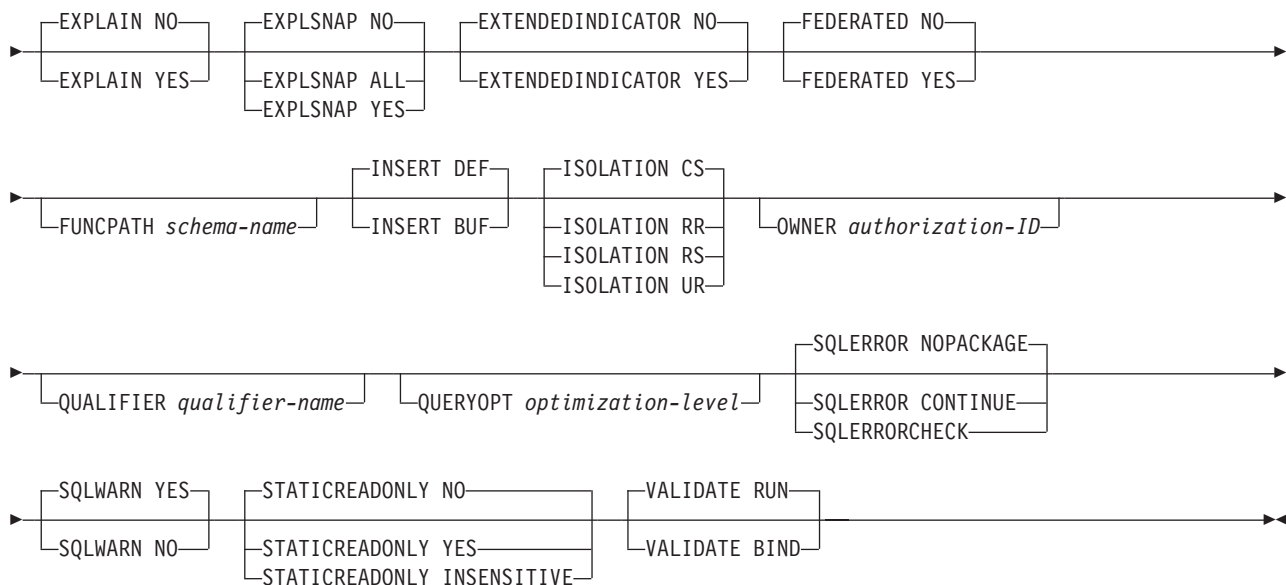 EXPLAIN NO EXPLSNAP NO EXTENDEDINDICATOR NO FEDERATED NO
EXPLAIN YES EXPLSNAP ALL EXTENDEDINDICATOR YES FEDERATED YES
EXPLSNAP YES
INSERT DEF ISOLATION CS
FUNCPATH schema-name INSERT BUF ISOLATION RR OWNER authorization-ID
ISOLATION RS
ISOLATION UR
SQLERROR NOPACKAGE
QUALIFIER qualifier-name QUERYOPT optimization-level SQLERROR CONTINUE
SQLERRORCHECK
SQLWARN YES STATICREADONLY NO VALIDATE RUN
SQLWARN NO STATICREADONLY YES VALIDATE BIND
STATICREADONLY INSENSITIVE